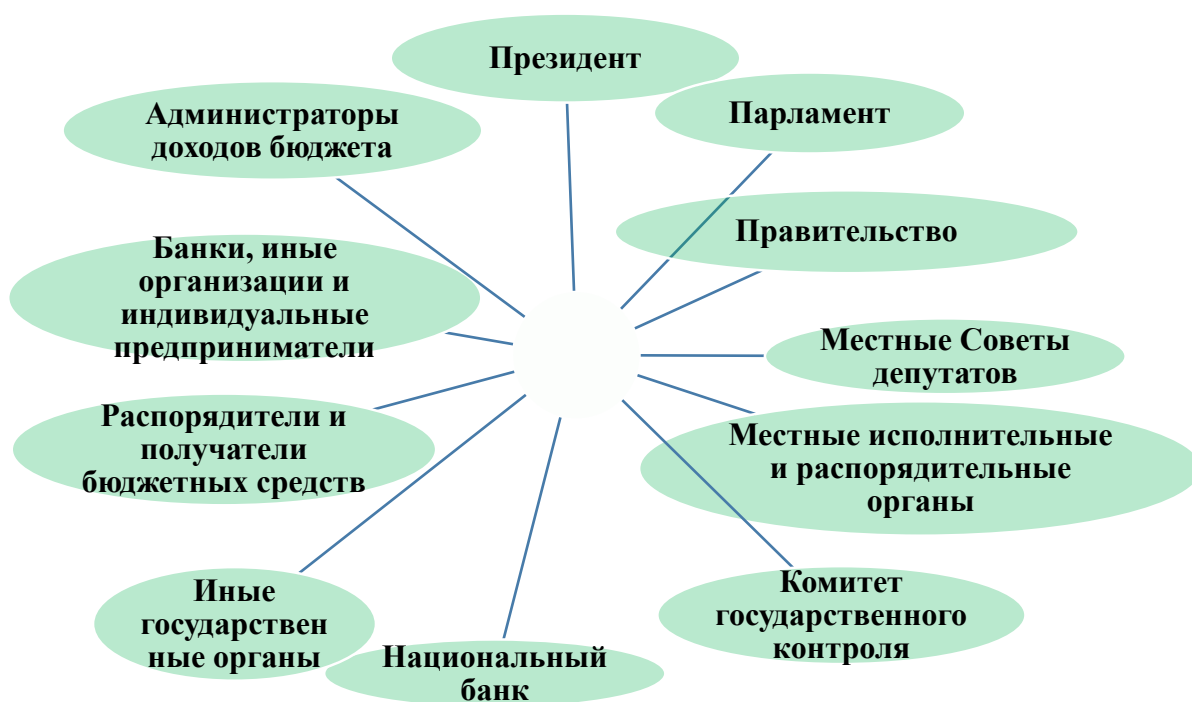 Президент
Парламент
Правительство
Местные Советы
депутатов
Местные исполнительные
и распорядительные
органы
Комитет
государственного
контроля
Национальный
банк
Иные
государствен
ные органы
Распорядители и
получатели
бюджетных средств
Банки, иные
организации и
индивидуальные
предприниматели
Администраторы
доходов бюджета